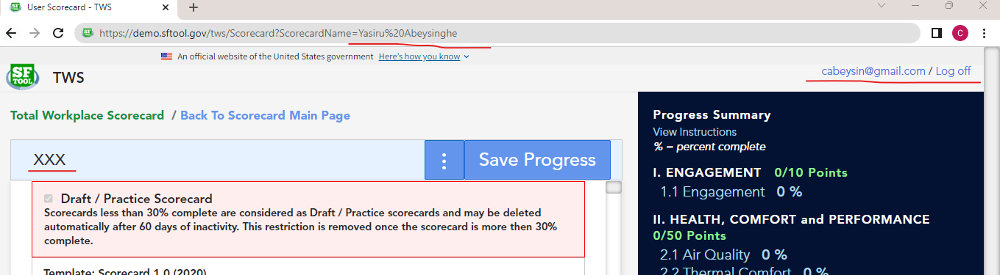 User Scorecard - TWS
https://demo.sftool.gov/tws/Scorecard?ScorecardName=Yasiru%20Abeysinghe
C
An official website of the United States government Here's how you know
SF
TOOL
TWS
cabeysin@gmail.com / Log off
Total Workplace Scorecard / Back To Scorecard Main Page
XXX
Save Progress
Draft / Practice Scorecard
Scorecards less than 30% complete are considered as Draft / Practice scorecards and may be deleted
automatically after 60 days of inactivity. This restriction is removed once the scorecard is more then 30%
complete.
Template: Scorecard 1.0 (2020)
Progress Summary
View Instructions
% = percent complete
I. ENGAGEMENT 0/10 Points
1.1 Engagement 0 %
II. HEALTH, COMFORT and PERFORMANCE
0/50 Points
2.1 Air Quality 0 %
2.2 Thermal Comfort 0 %